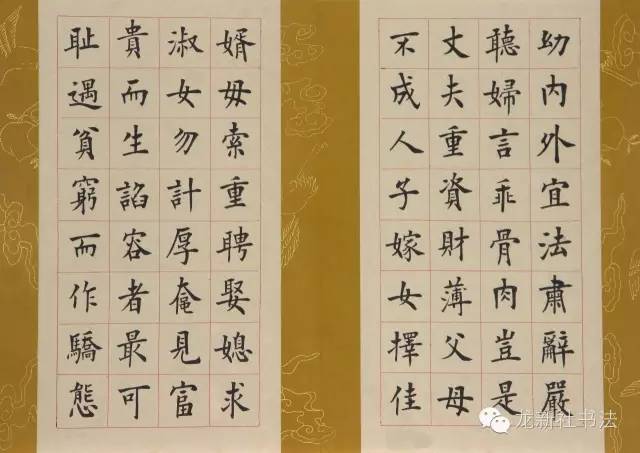 幼内外宜法肅辭嚴
聽婦言乖骨肉豈是
丈夫重資財薄父母
不成人子嫁女擇佳
婿毋索重聘娶媳求
淑女勿計厚奩見富
貴而生諂容者最可
耻遇貧窮而作驕態
龙新社书法